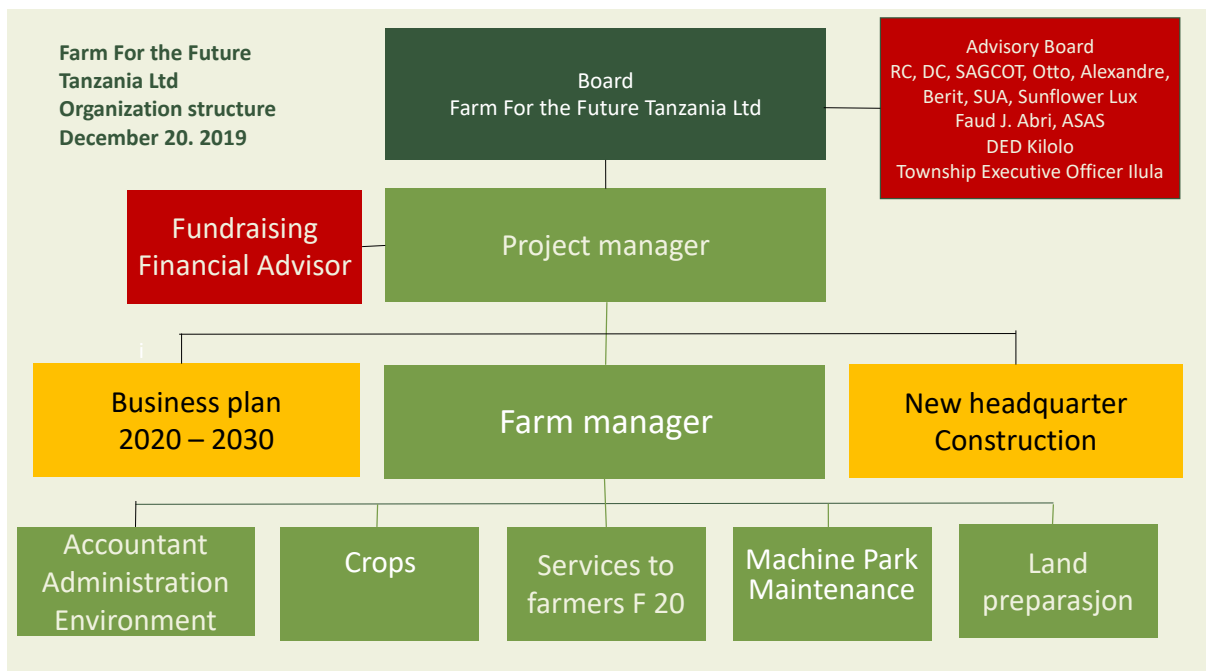 Farm For the Future
Tanzania Ltd
Organization structure
December 20. 2019
Board
Farm For the Future Tanzania Ltd
Advisory Board
RC, DC, SAGCOT, Otto, Alexandre,
Berit, SUA, Sunflower Lux
Faud J. Abri, ASAS
DED Kilolo
Township Executive Officer Ilula
Fundraising
Financial Advisor
Project manager
i
Business plan
2020 – 2030
Farm manager
New headquarter
Construction
Accountant
Administration
Environment
Crops
Services to
farmers F 20
Machine Park
Maintenance
Land
preparasjon